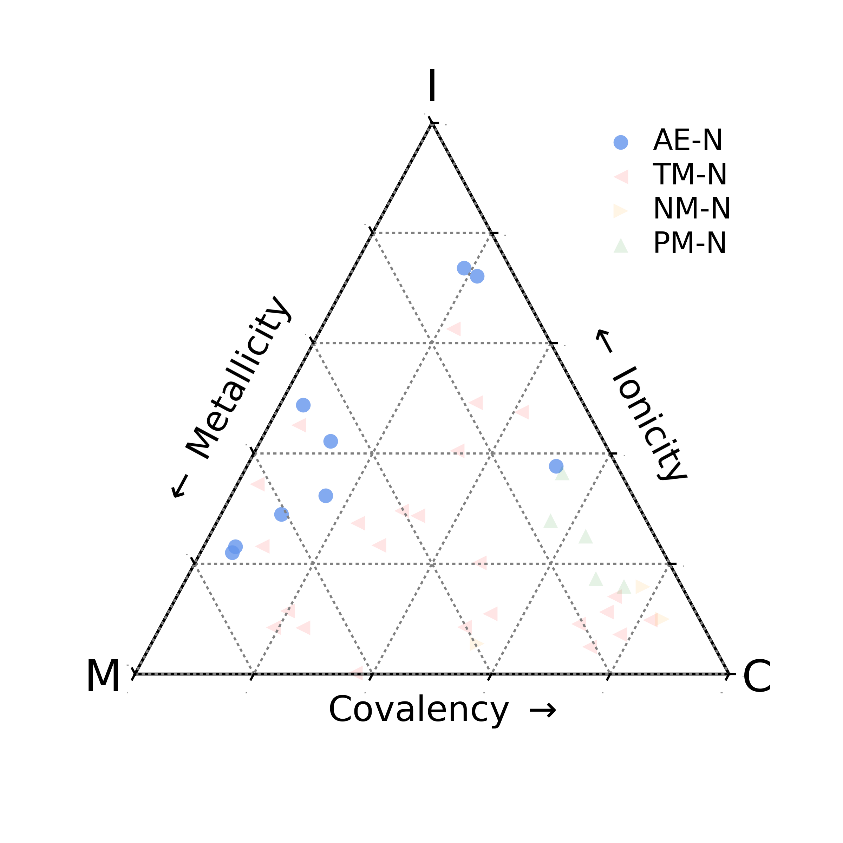 I
AE-N
TM-N
NM-N
PM-N
← Metallicity
← Ionicity
M
C
Covalency →